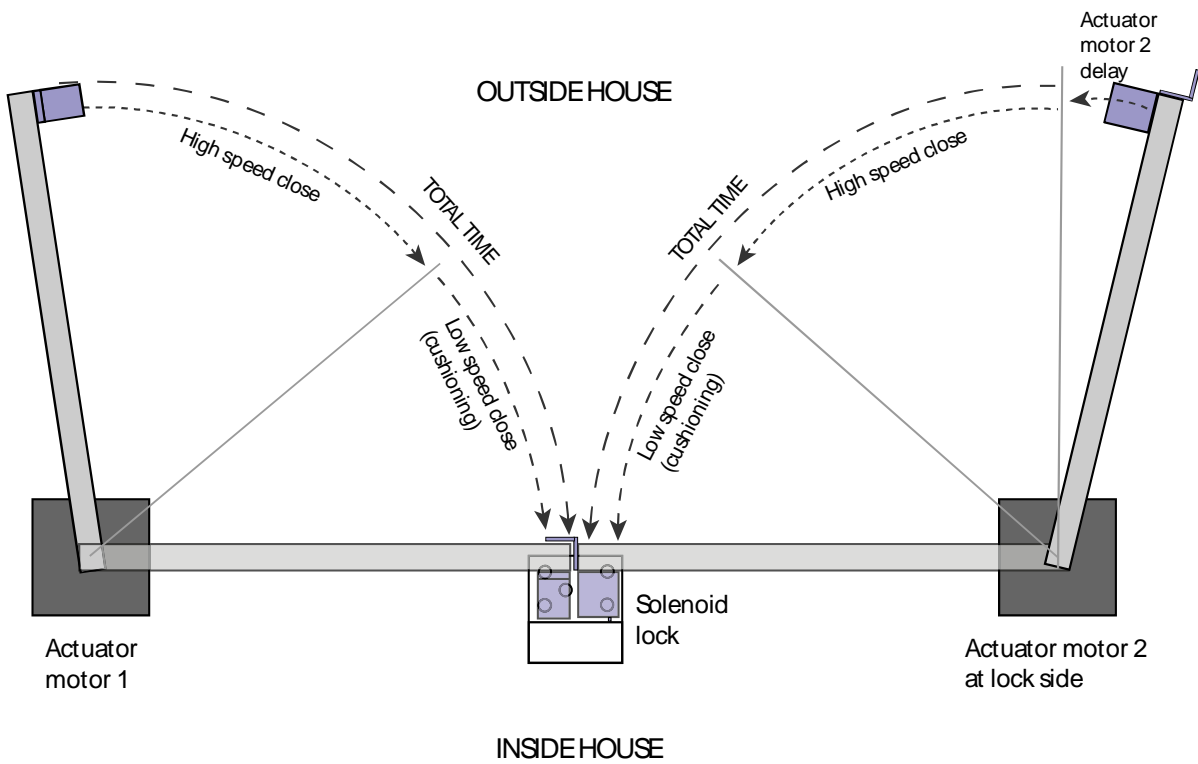 Actuator
motor 2
delay
OUTSIDE HOUSE
High speed close
High speed close
TOTAL TIME
TOTAL TIME
Low speed close
(cushioning)
Low speed close
(cushioning)
Solenoid
lock
Actuator
motor 1
Actuator motor 2
at lock side
INSIDE HOUSE